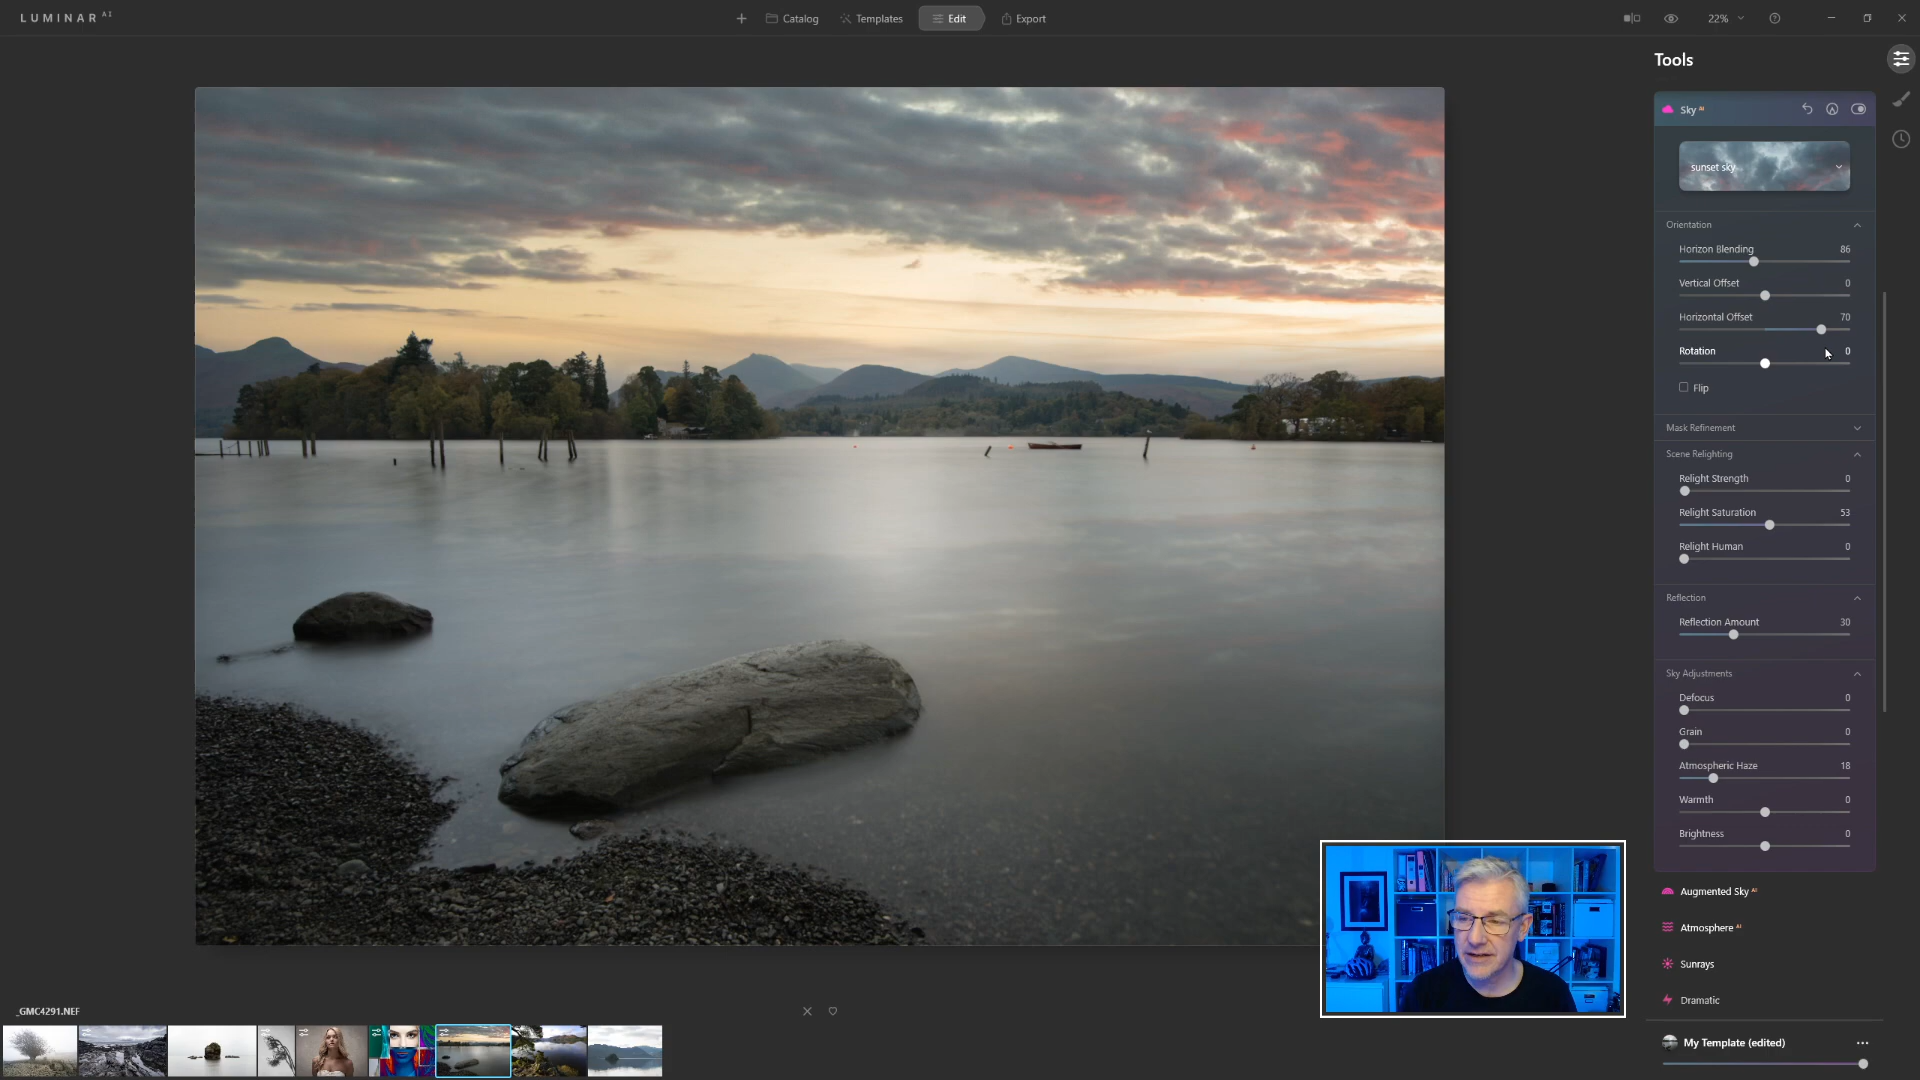 LUMINAR AI
Catalog
Templates
Edit
Export
22%
Tools
Sky AI
sunset sky
Orientation
Horizon Blending 86
Vertical Offset 0
Horizontal Offset 70
Rotation 0
Flip
Mask Refinement
Scene Relighting
Relight Strength 0
Relight Saturation 53
Relight Human 0
Reflection
Reflection Amount 30
Sky Adjustments
Defocus 0
Grain 0
Atmospheric Haze 18
Warmth 0
Brightness 0
Augmented Sky AI
Atmosphere AI
Sunrays
Dramatic
_GMC4291.NEF
My Template (edited)